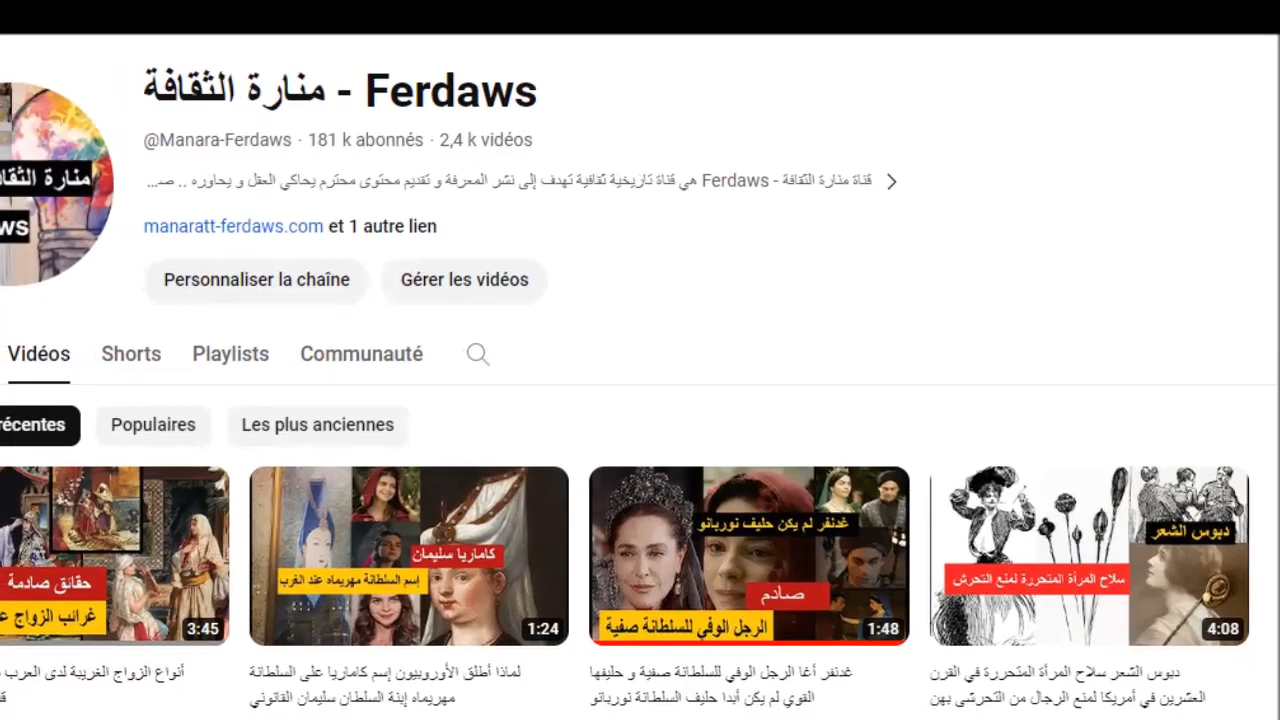 منارة الثقافة - Ferdaws
@Manara-Ferdaws · 181 k abonnés · 2,4 k vidéos
قناة منارة الثقافة - Ferdaws هي قناة تاريخية ثقافية تهدف إلى نشر المعرفة و تقديم محتوى محترم يحاكي العقل و يحاوره .. صـ...
manaratt-ferdaws.com et 1 autre lien
Personnaliser la chaîne Gérer les vidéos
Vidéos Shorts Playlists Communauté
récentes Populaires Les plus anciennes
حقائق صادمة
غرائب الزواج
3:45
كاماريا سليمان
إسم السلطانة مهريماه عند الغرب
1:24
غدنفر لم يكن حليف نوربانو
صادم
الرجل الوفي للسلطانة صفية
1:48
دبوس الشعر
سلاح المرأة المتحررة لمنع التحرش
4:08
أنواع الزواج الغريبة لدى العرب
لماذا أطلق الأوروبيون إسم كاماريا على السلطانة
مهريماه إبنة السلطان سليمان القانوني
غدنفر أغا الرجل الوفي للسلطانة صفية و حليفها
القوي لم يكن أبدا حليف السلطانة نوربانو
دبوس الشعر سلاح المرأة المتحررة في القرن
العشرين في أمريكا لمنع الرجال من التحرش بهن